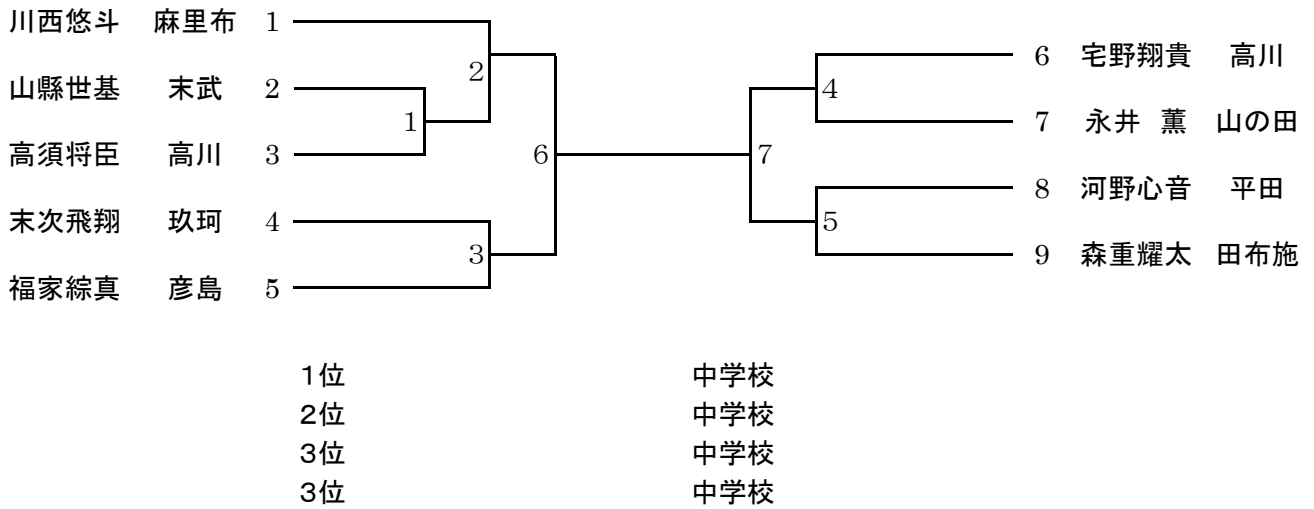 川西悠斗 麻里布 1
山縣世基 末武 2
高須将臣 高川 3
末次飛翔 玖珂 4
福家綜真 彦島 5
2
1
6
3
7
4
5
6 宅野翔貴 高川
7 永井 薫 山の田
8 河野心音 平田
9 森重耀太 田布施
1位 中学校
2位 中学校
3位 中学校
3位 中学校